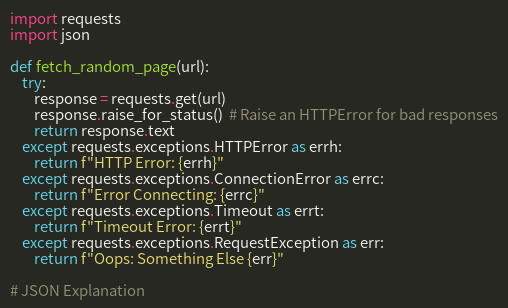 import requests
import json

def fetch_random_page(url):
    try:
        response = requests.get(url)
        response.raise_for_status()  # Raise an HTTPError for bad responses
        return response.text
    except requests.exceptions.HTTPError as errh:
        return f"HTTP Error: {errh}"
    except requests.exceptions.ConnectionError as errc:
        return f"Error Connecting: {errc}"
    except requests.exceptions.Timeout as errt:
        return f"Timeout Error: {errt}"
    except requests.exceptions.RequestException as err:
        return f"Oops: Something Else {err}"

# JSON Explanation